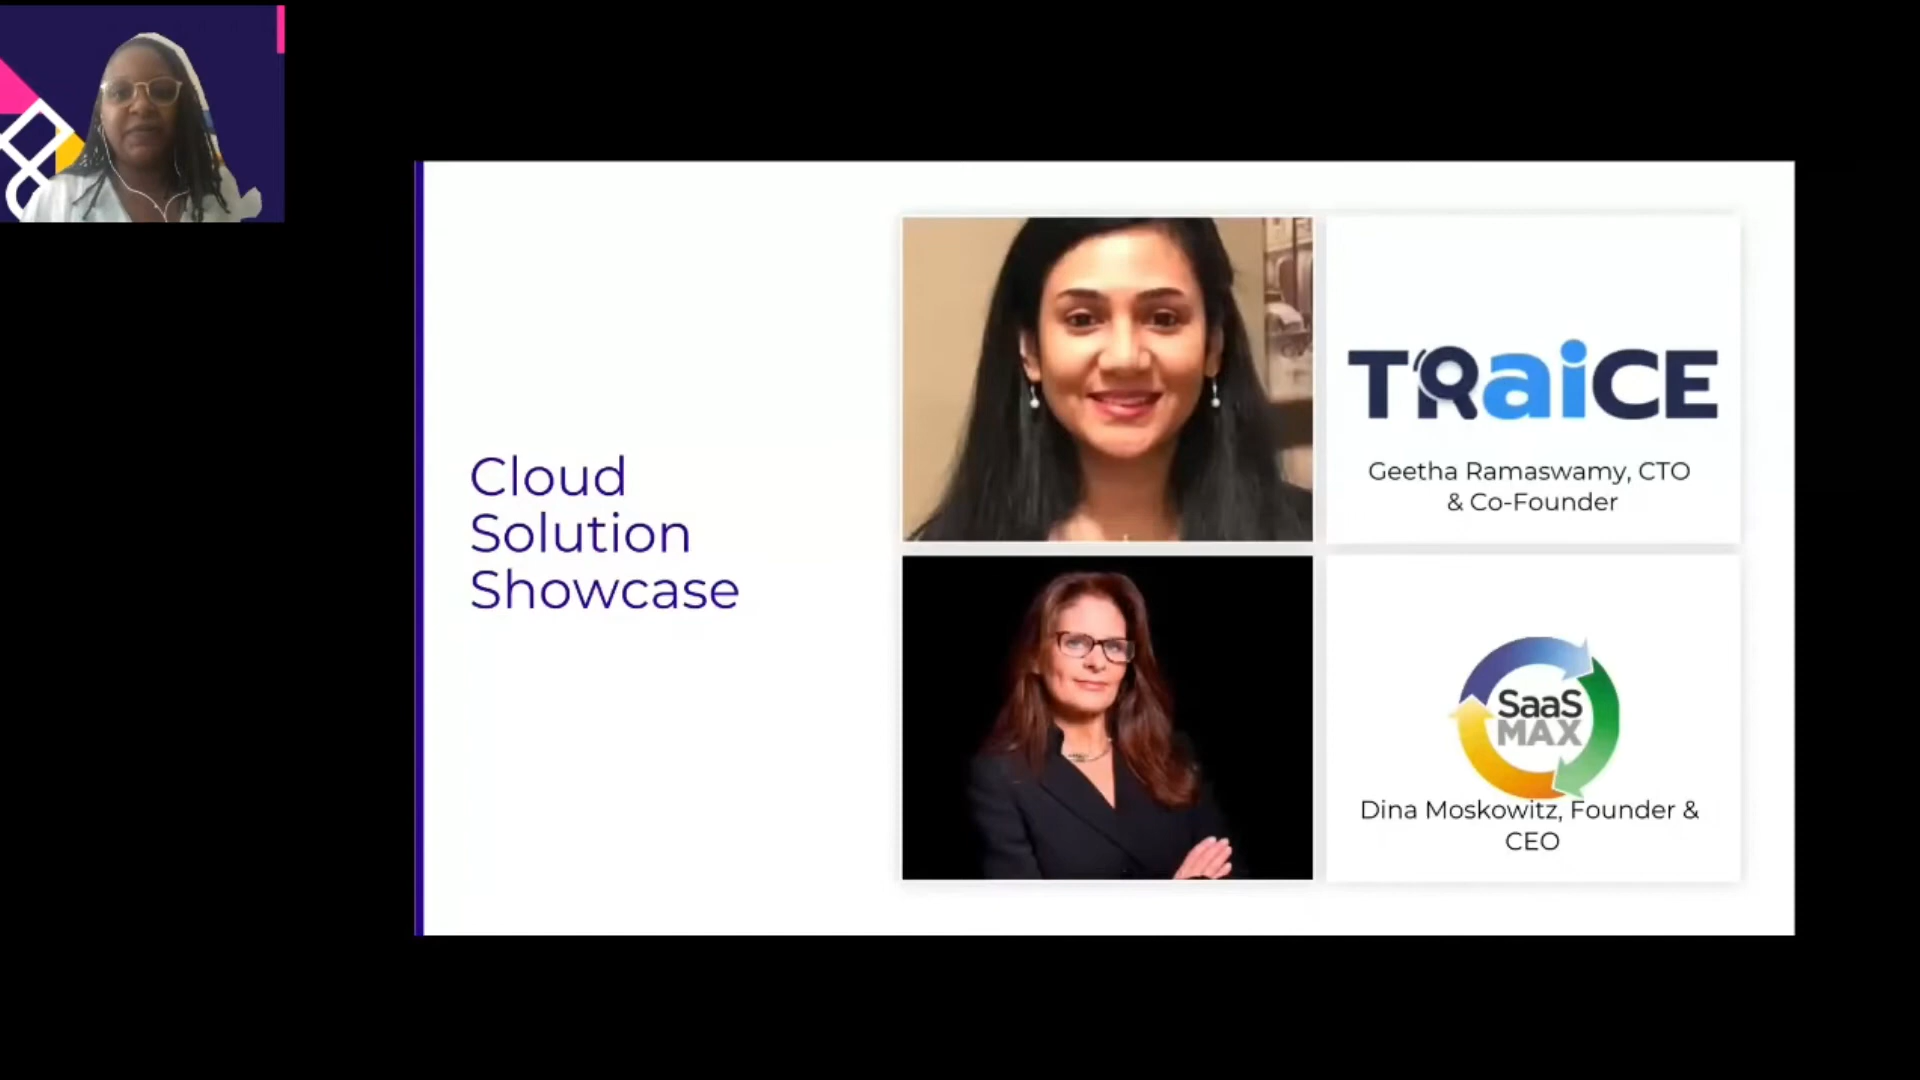 Cloud
Solution
Showcase
TRaiCE
Geetha Ramaswamy, CTO
& Co-Founder
SaaS
MAX
Dina Moskowitz, Founder &
CEO